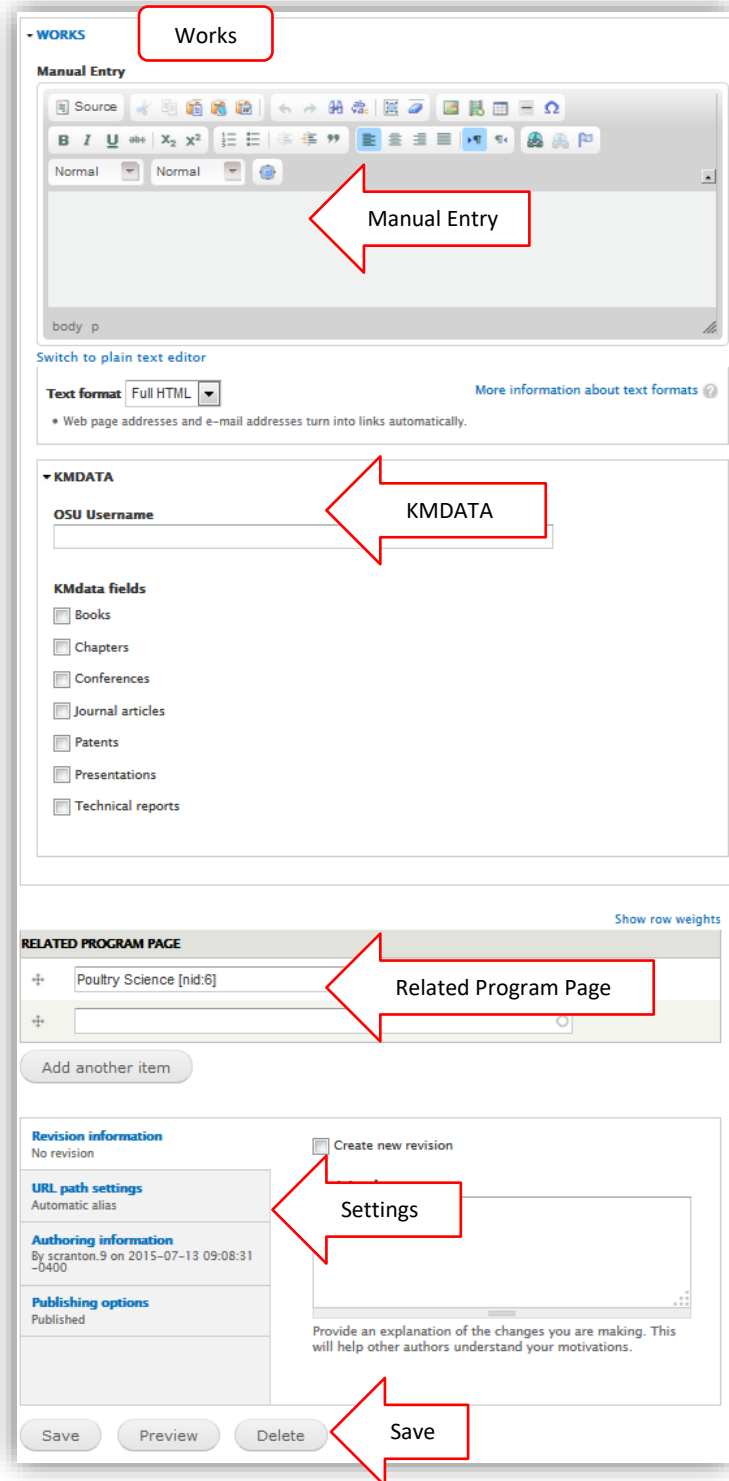 WORKS
Works
Manual Entry
Source
B I U abc X₂ X²
Normal Normal
Manual Entry
body p
Switch to plain text editor
Text format Full HTML More information about text formats
• Web page addresses and e-mail addresses turn into links automatically.
KMDATA
KMDATA
OSU Username
KMdata fields
Books
Chapters
Conferences
Journal articles
Patents
Presentations
Technical reports
Show row weights
RELATED PROGRAM PAGE
Poultry Science [nid:6]
Related Program Page
Add another item
Revision information
No revision
Create new revision
URL path settings
Automatic alias
Settings
Authoring information
By scranton.9 on 2015-07-13 09:08:31
-0400
Publishing options
Published
Provide an explanation of the changes you are making. This
will help other authors understand your motivations.
Save Preview Delete
Save